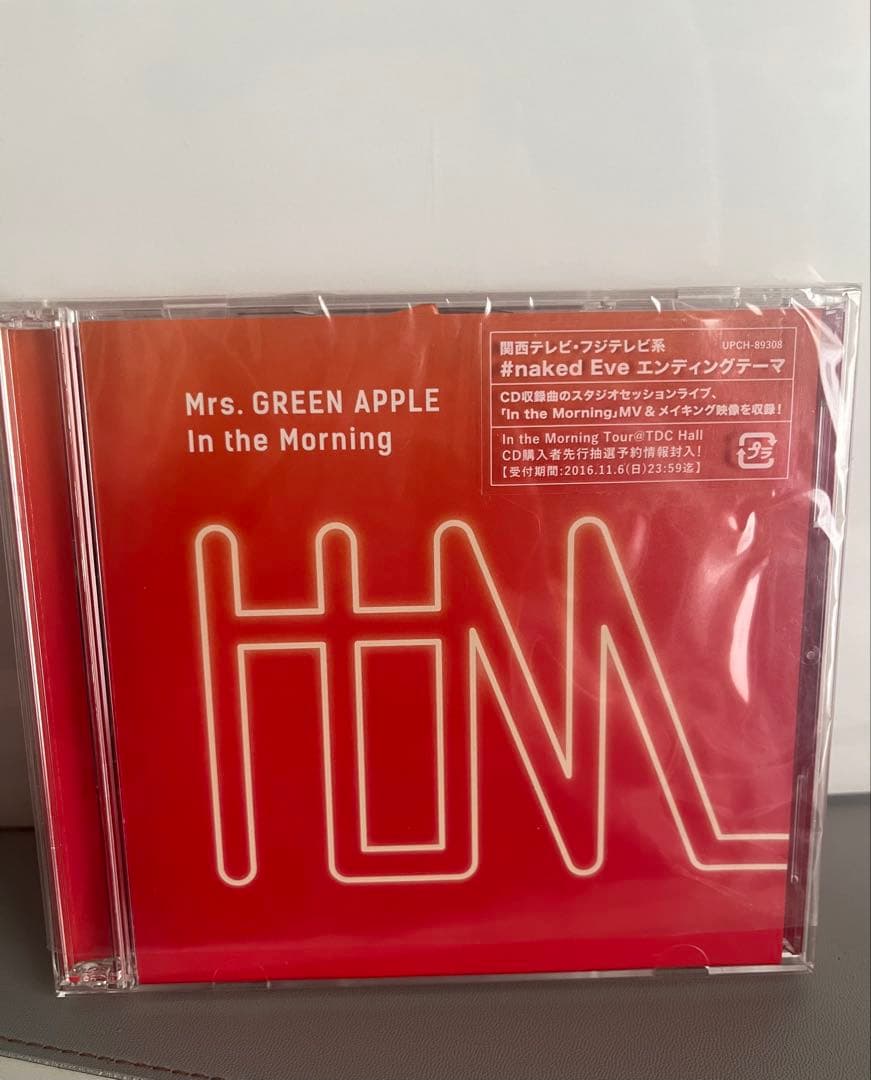 Mrs. GREEN APPLE
In the Morning
関西テレビ・フジテレビ系 UPCH-89308
#naked Eve エンディングテーマ
CD収録曲のスタジオセッションライブ、
「In the Morning」MV & メイキング映像を収録!
In the Morning Tour@TDC Hall
CD購入者先行抽選予約情報封入!
【受付期間:2016.11.6(日)23:59迄】
プラ